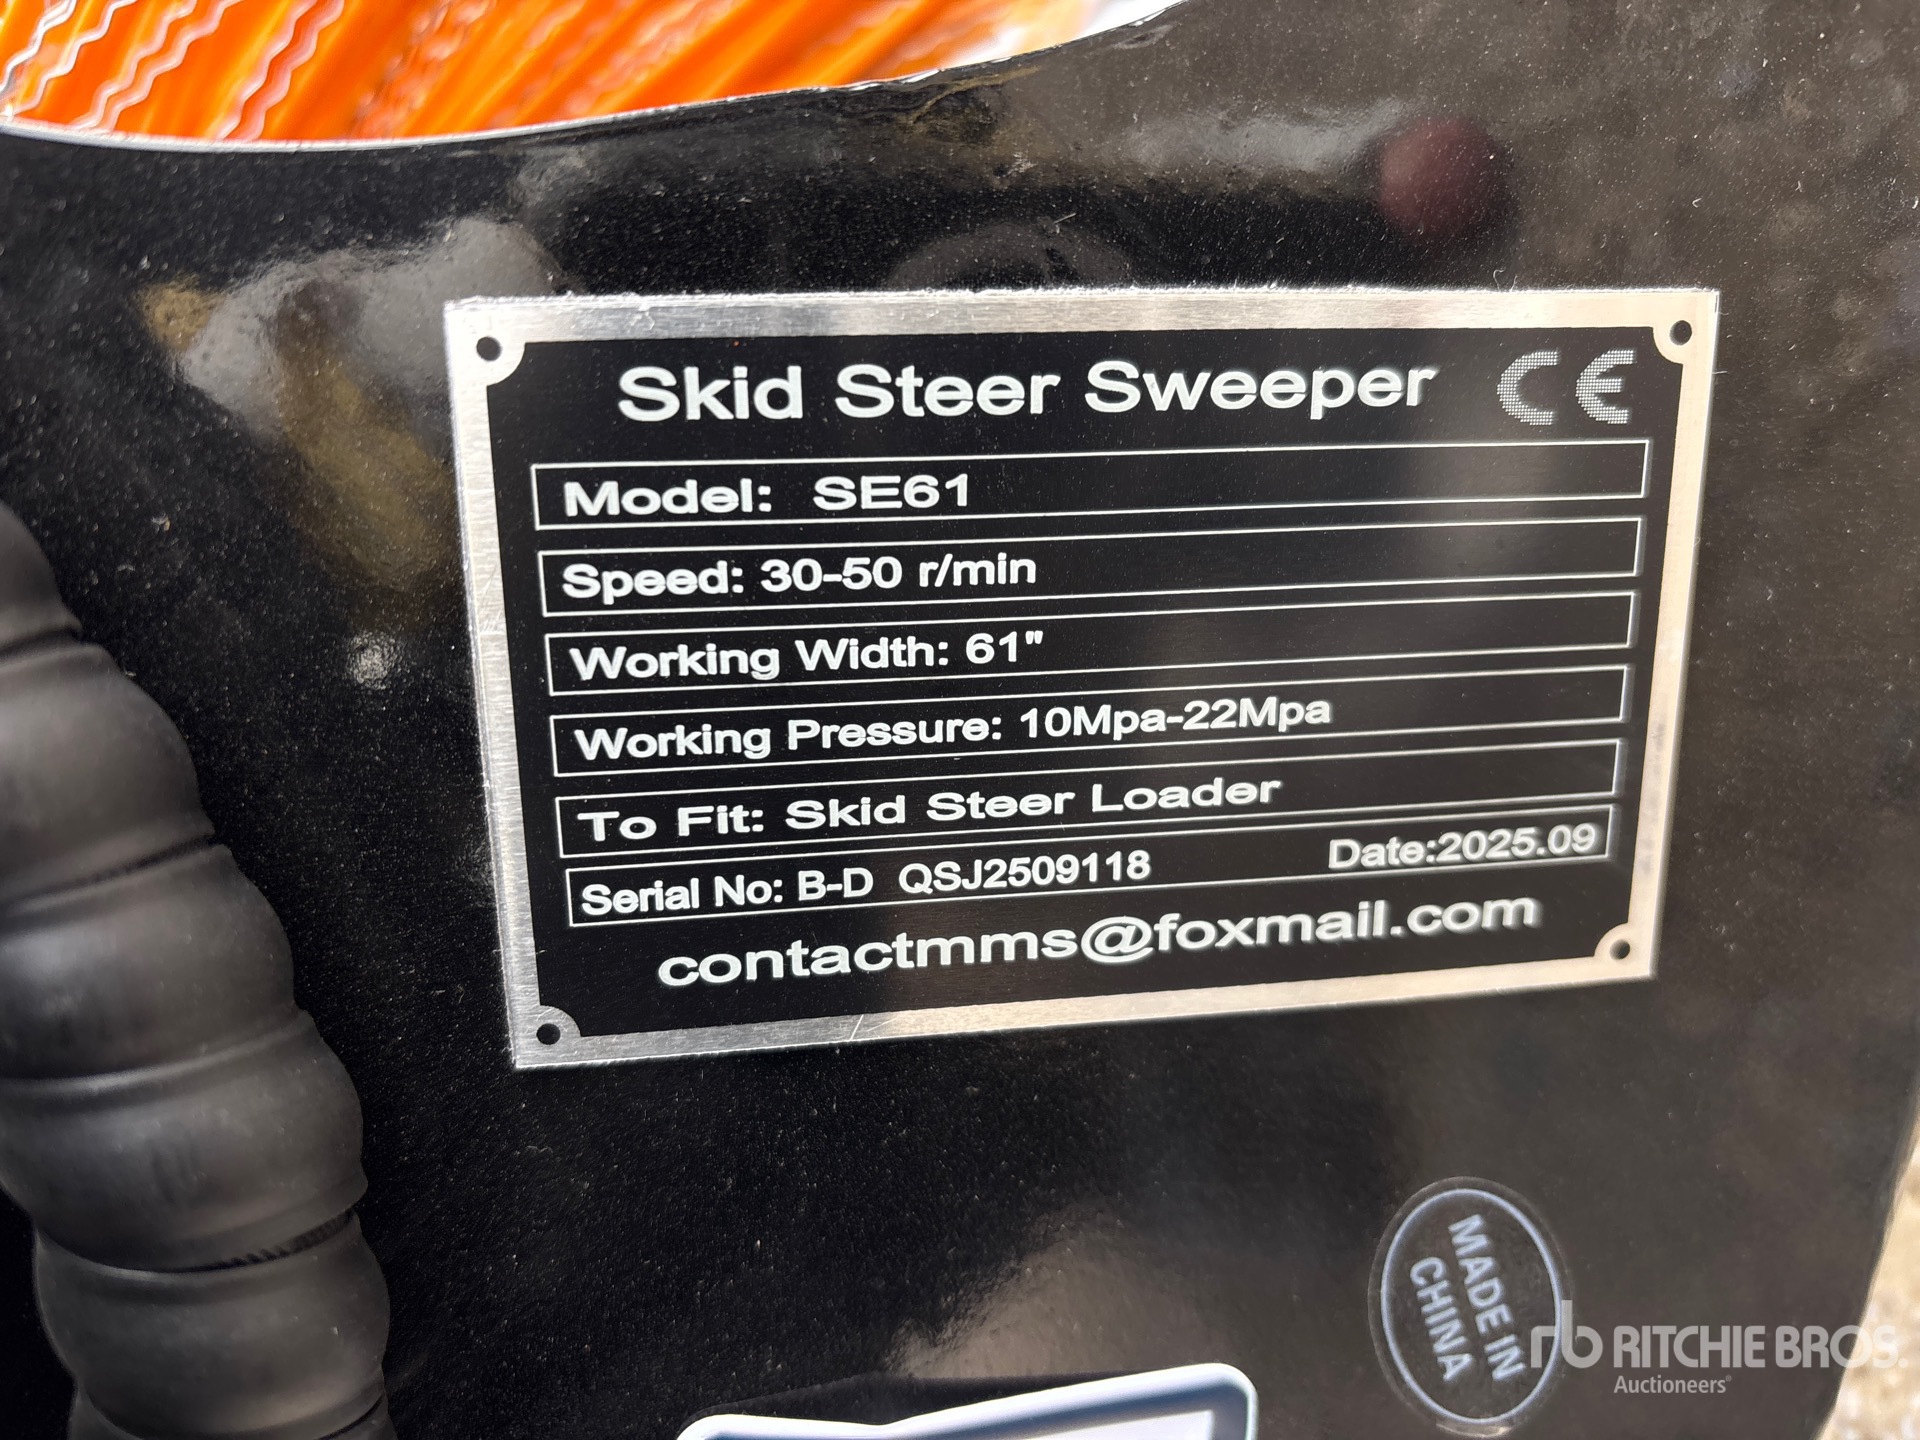 Skid Steer Sweeper CE
Model: SE61
Speed: 30-50 r/min
Working Width: 61"
Working Pressure: 10Mpa-22Mpa
To Fit: Skid Steer Loader
Serial No: B-D QSJ2509118 Date:2025.09
contactmms@foxmail.com
MADE IN
CHINA
rb RITCHIE BROS.
Auctioneers®